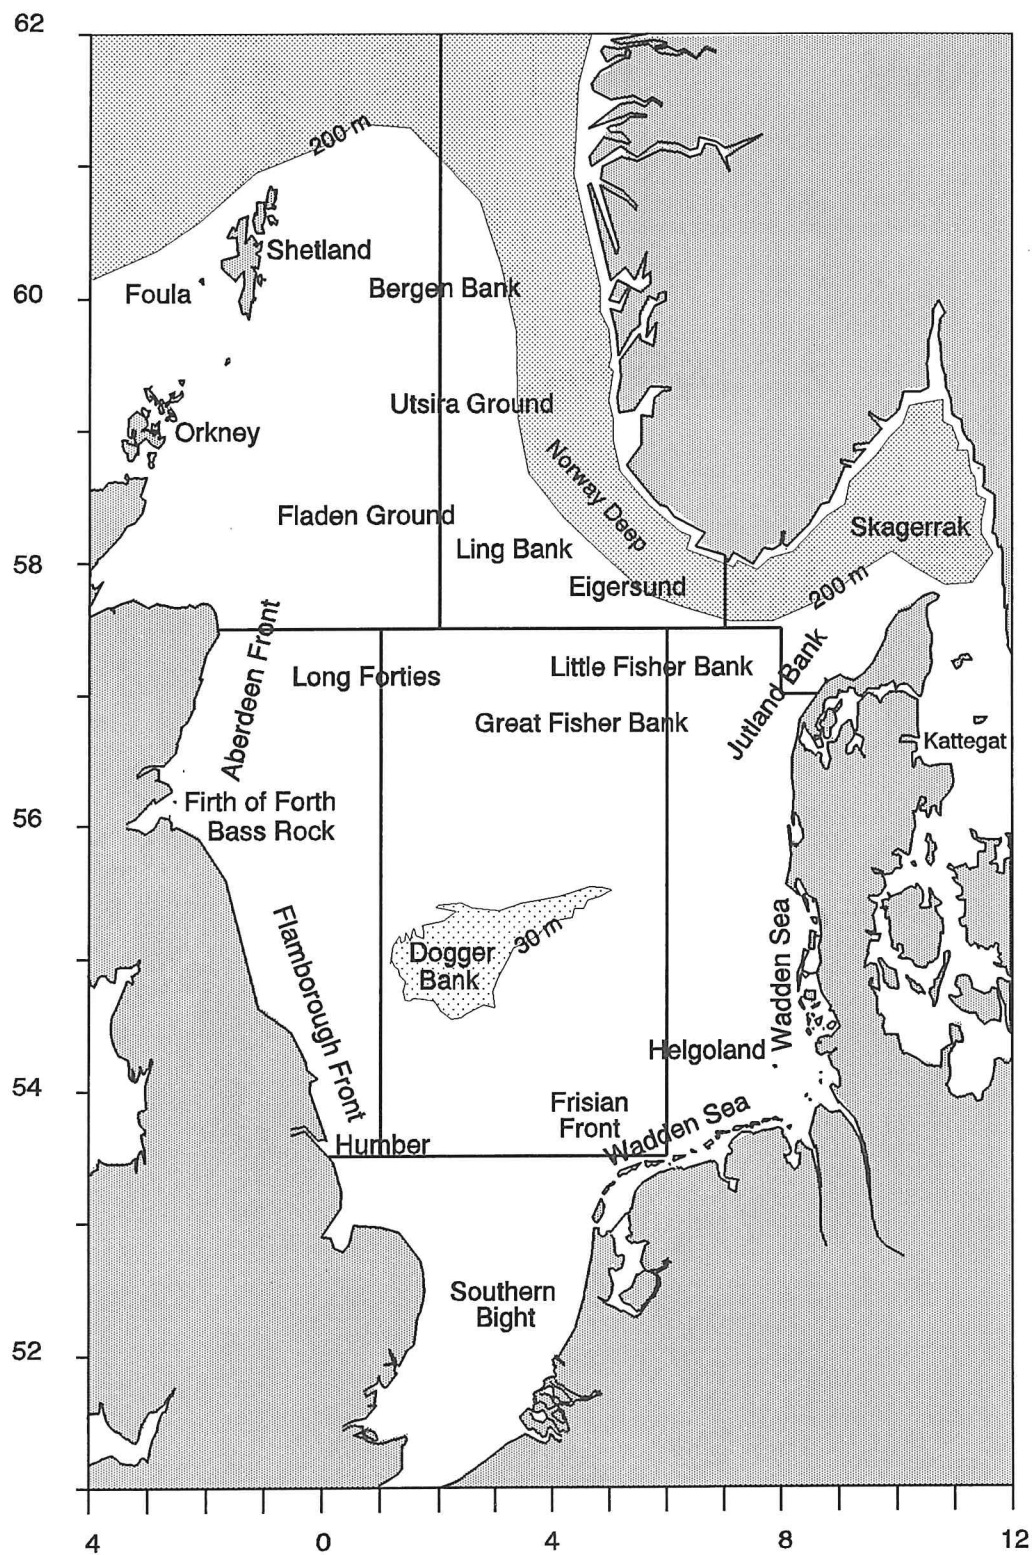 62
200 m
Shetland
Foula
Bergen Bank
60
Utsira Ground
Orkney
Norway Deep
Fladen Ground
Skagerrak
Ling Bank
58
Eigersund
200 m
Aberdeen Front
Long Forties
Little Fisher Bank
Jutland Bank
Great Fisher Bank
Kattegat
Firth of Forth
Bass Rock
56
Flamborough Front
30 m
Dogger
Bank
Wadden Sea
Helgoland
54
Frisian
Front
Wadden Sea
Humber
Southern
Bight
52
4
0
4
8
12